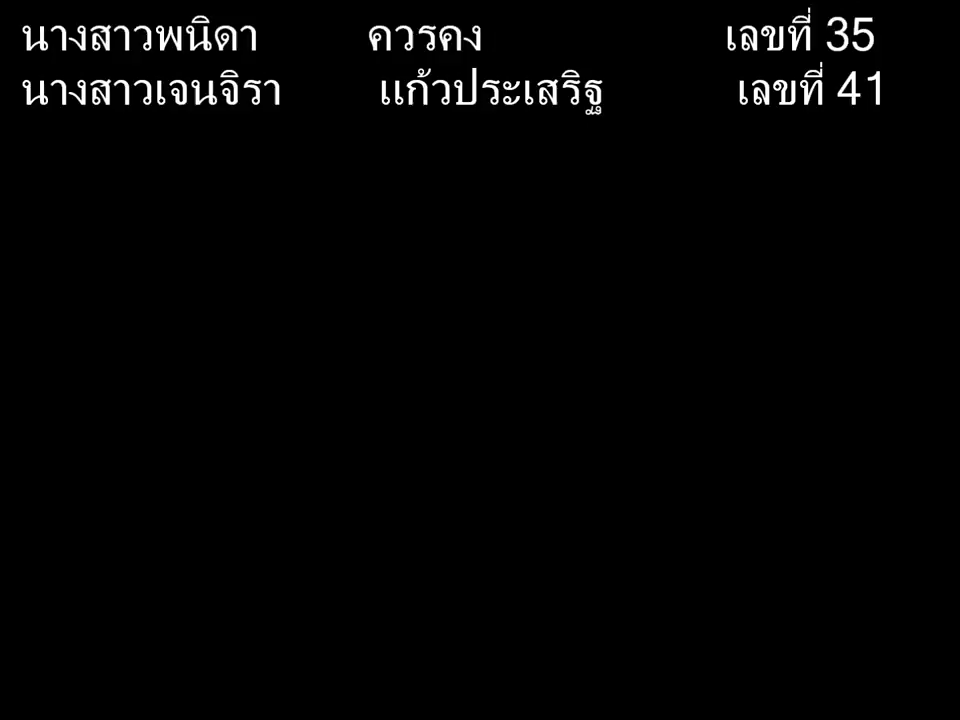 นางสาวพนิดา ควรคง เลขที่ 35
นางสาวเจนจิรา แก้วประเสริฐ เลขที่ 41